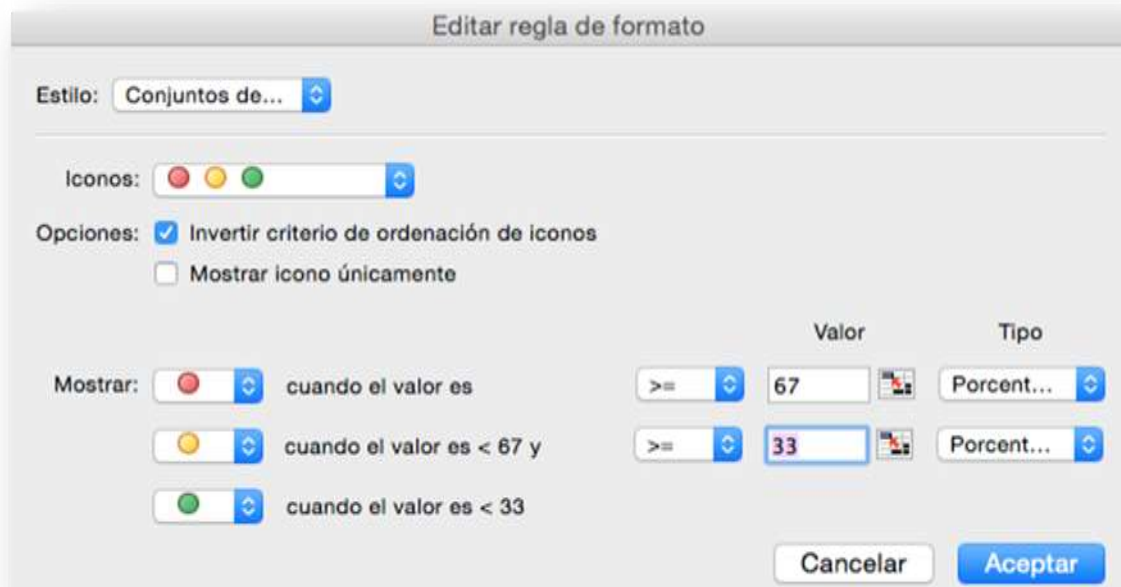 Editar regla de formato
Estilo: Conjuntos de...
Iconos:
Opciones: Invertir criterio de ordenación de iconos
Mostrar icono únicamente
Valor Tipo
Mostrar: cuando el valor es >= 67 Porcent...
cuando el valor es < 67 y >= 33 Porcent...
cuando el valor es < 33
Cancelar Aceptar